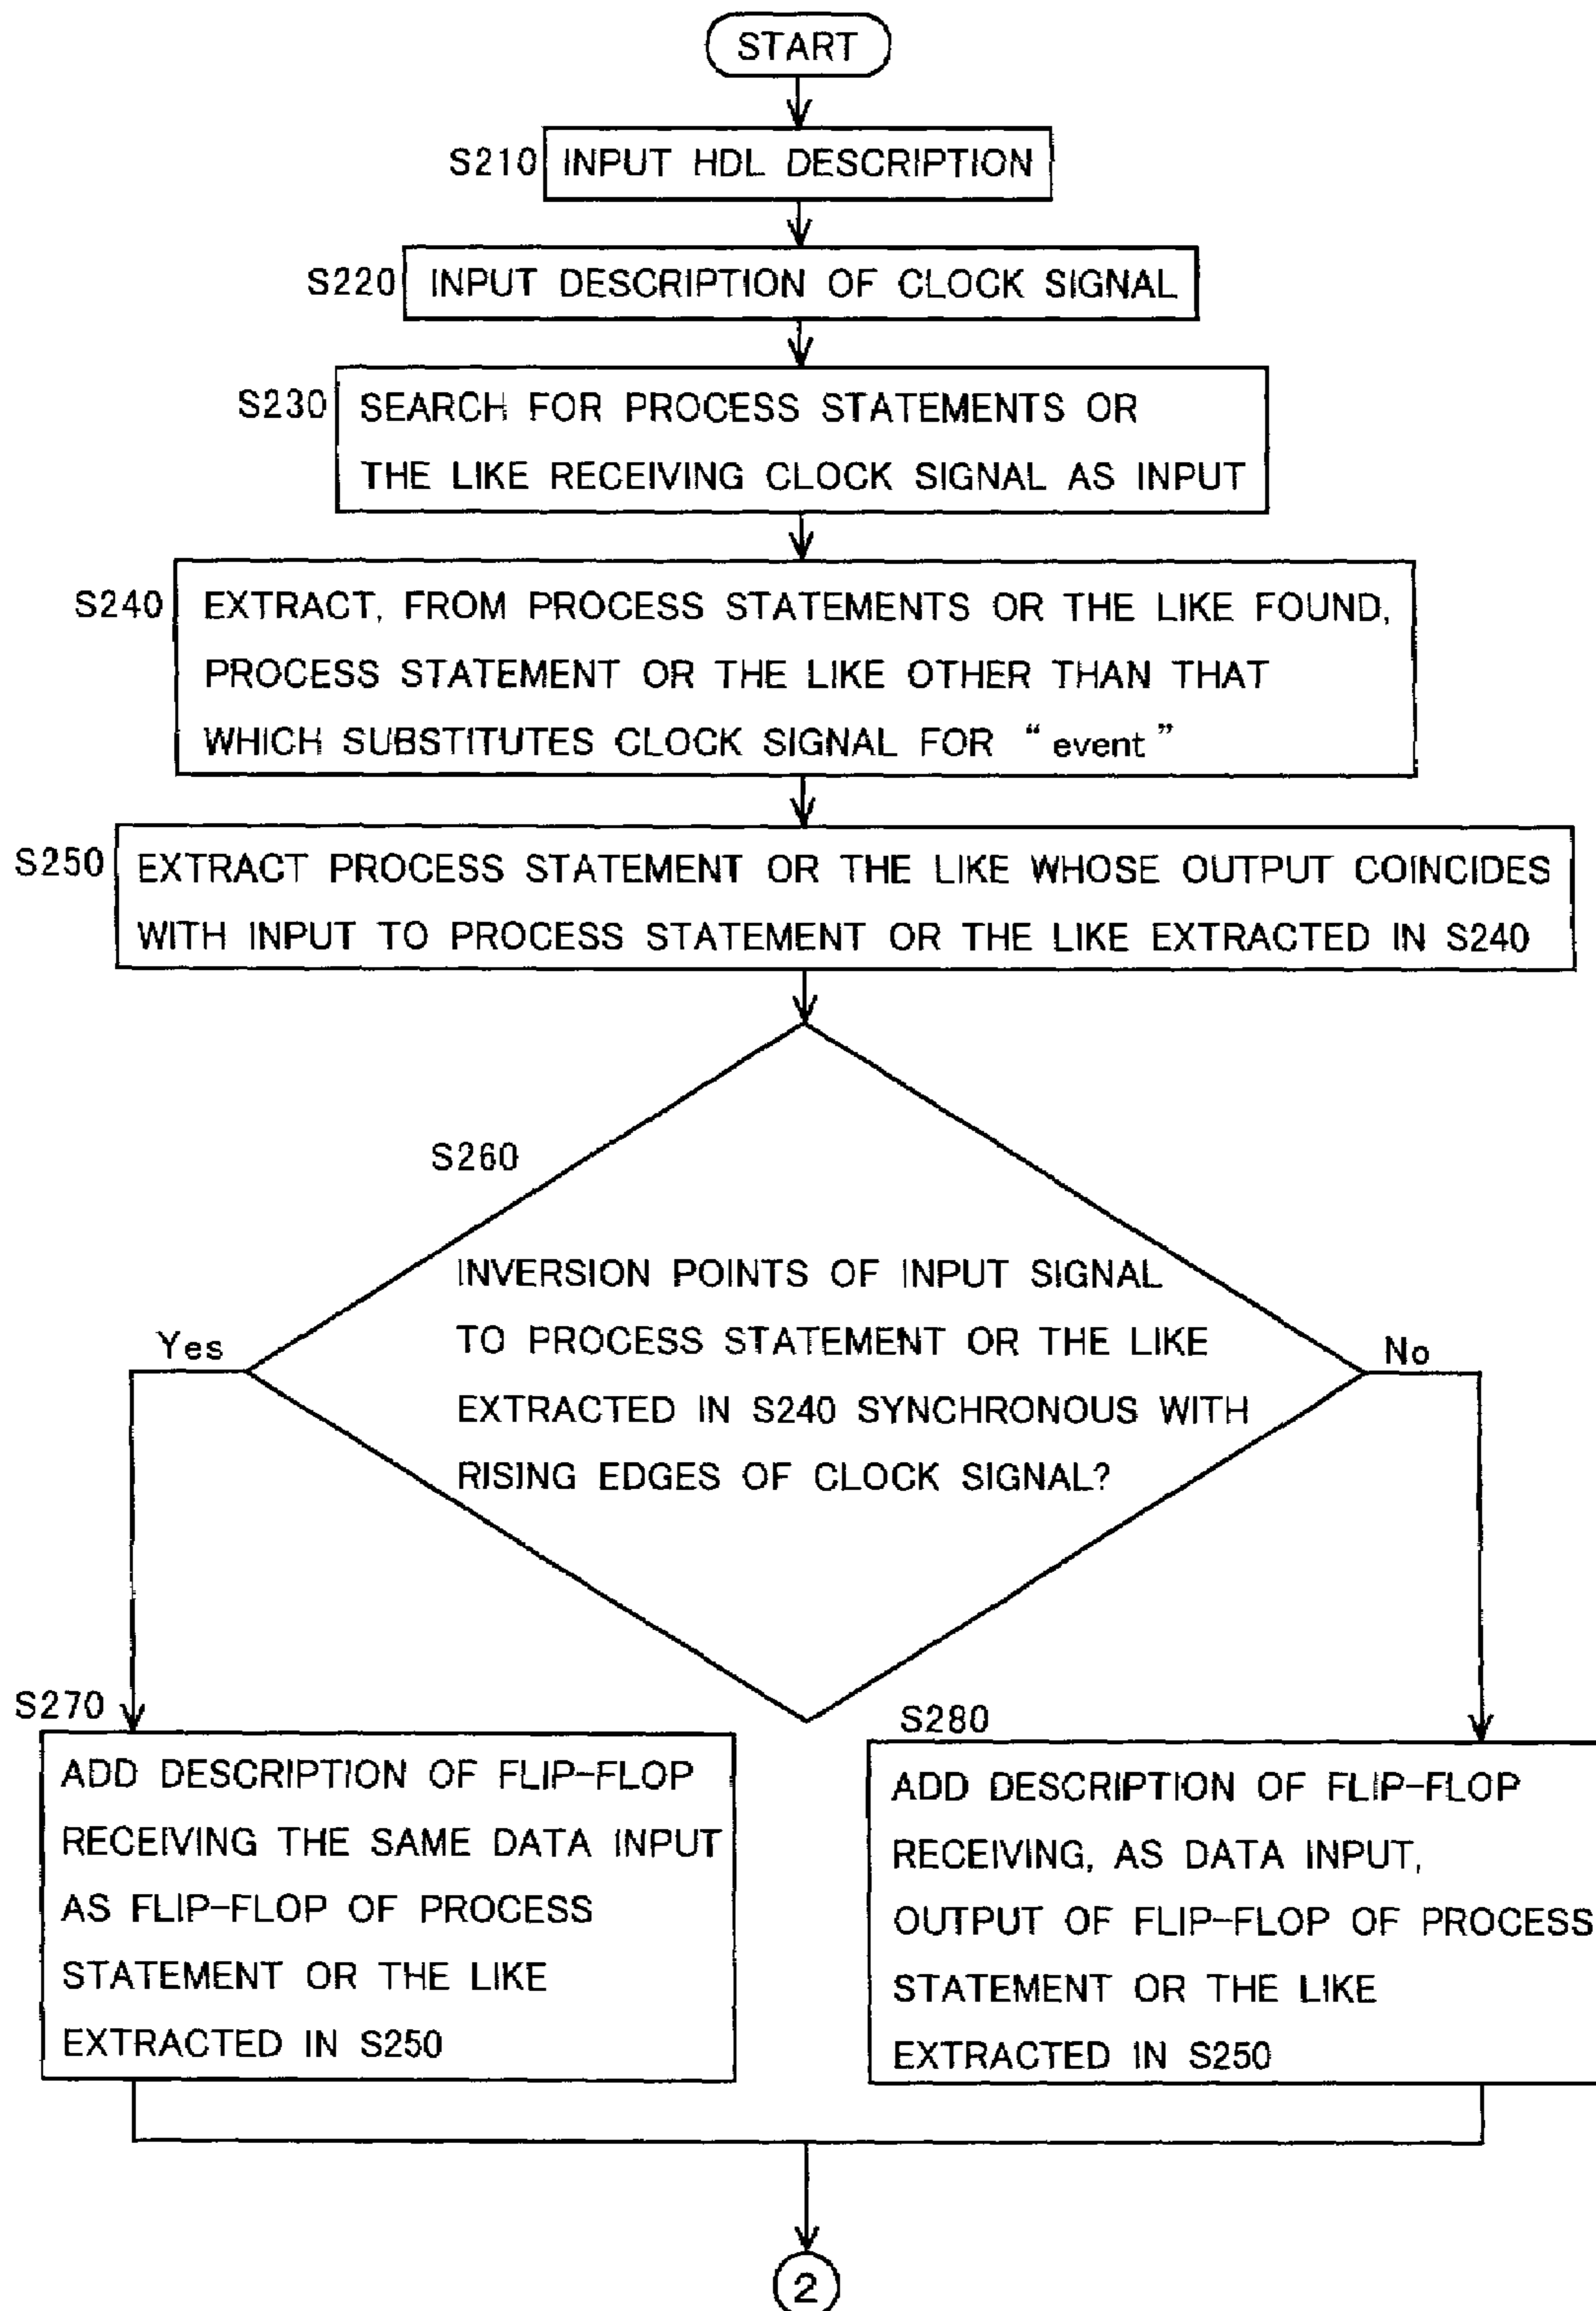 START
S210
INPUT HDL DESCRIPTION
S220
INPUT DESCRIPTION OF CLOCK SIGNAL
S230
SEARCH FOR PROCESS STATEMENTS OR
THE LIKE RECEIVING CLOCK SIGNAL AS INPUT
S240
EXTRACT, FROM PROCESS STATEMENTS OR THE LIKE FOUND,
PROCESS STATEMENT OR THE LIKE OTHER THAN THAT
WHICH SUBSTITUTES CLOCK SIGNAL FOR “event”
S250
EXTRACT PROCESS STATEMENT OR THE LIKE WHOSE OUTPUT COINCIDES
WITH INPUT TO PROCESS STATEMENT OR THE LIKE EXTRACTED IN S240
S260
INVERSION POINTS OF INPUT SIGNAL
TO PROCESS STATEMENT OR THE LIKE
EXTRACTED IN S240 SYNCHRONOUS WITH
RISING EDGES OF CLOCK SIGNAL?
Yes
No
S270
ADD DESCRIPTION OF FLIP-FLOP
RECEIVING THE SAME DATA INPUT
AS FLIP-FLOP OF PROCESS
STATEMENT OR THE LIKE
EXTRACTED IN S250
S280
ADD DESCRIPTION OF FLIP-FLOP
RECEIVING, AS DATA INPUT,
OUTPUT OF FLIP-FLOP OF PROCESS
STATEMENT OR THE LIKE
EXTRACTED IN S250
2